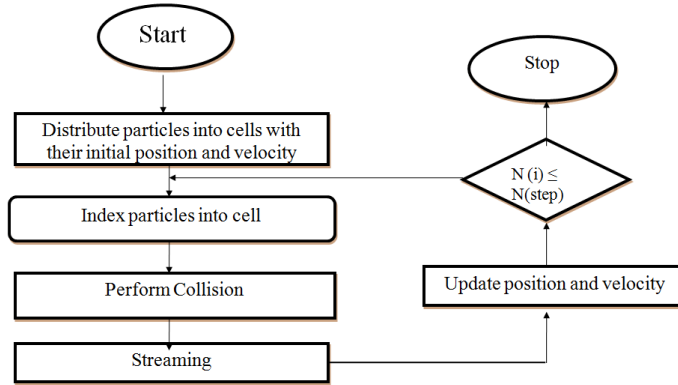 Start
Distribute particles into cells with
their initial position and velocity
Index particles into cell
Perform Collision
Streaming
Update position and velocity
N (i) ≤
N(step)
Stop